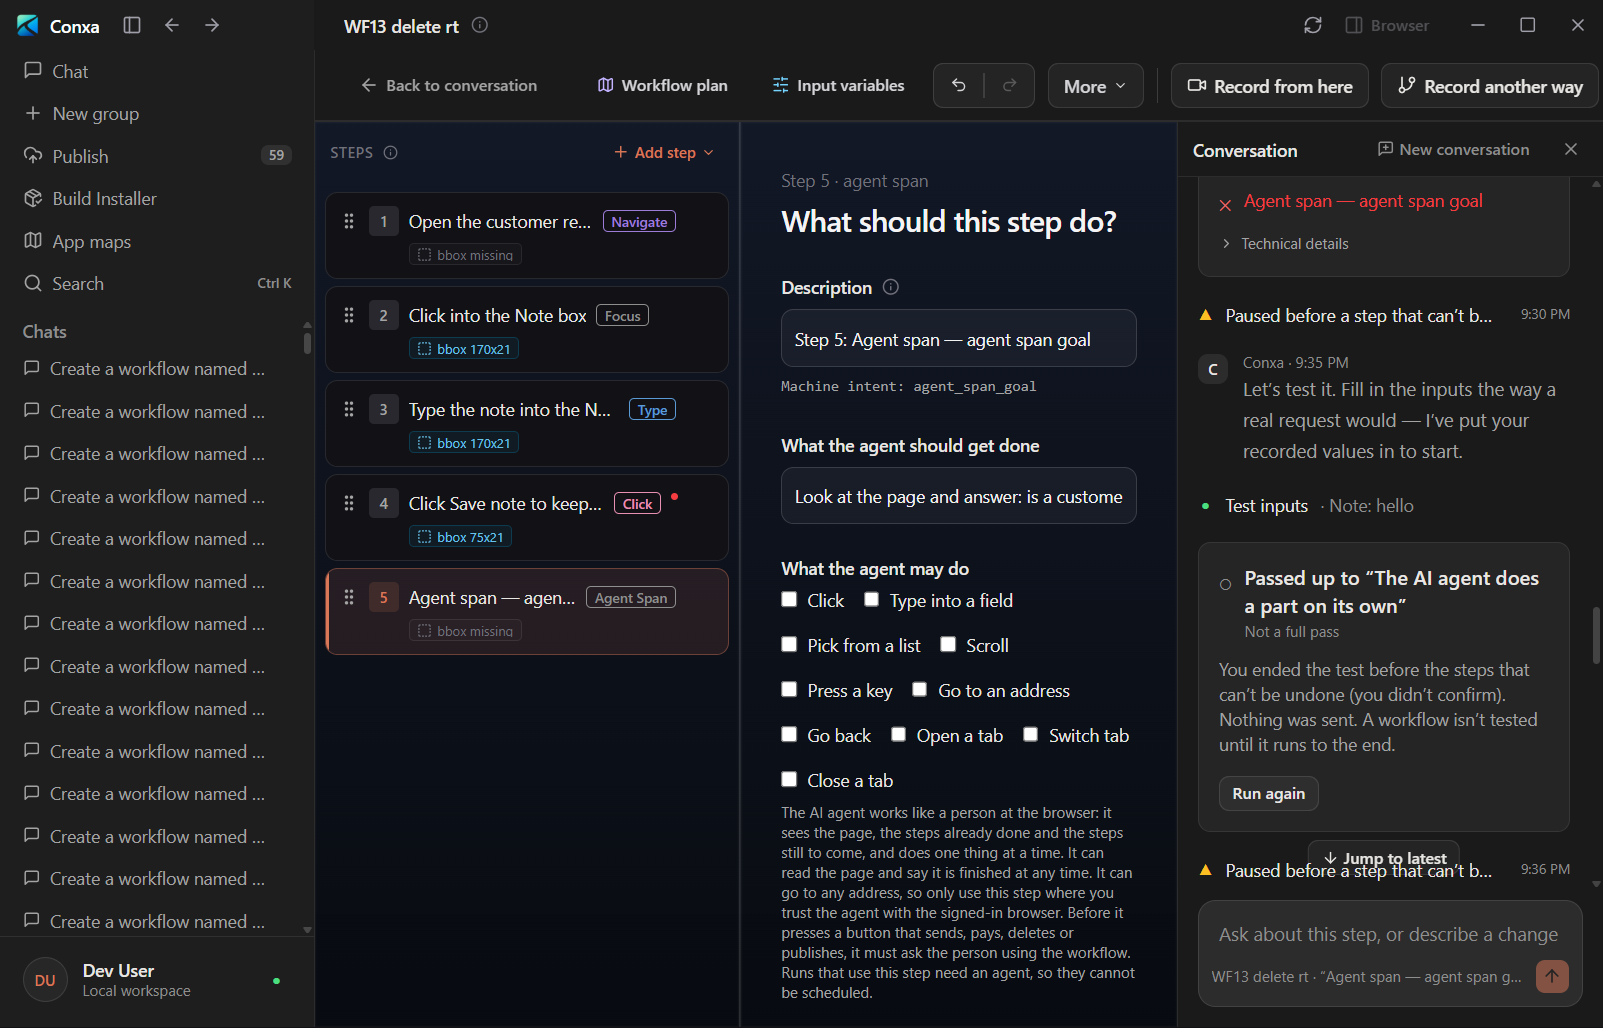 Conxa
WF13 delete rt
Browser
Chat
New group
Publish
59
Build Installer
App maps
Search
Ctrl K
Chats
Create a workflow named ...
Create a workflow named ...
Create a workflow named ...
Create a workflow named ...
Create a workflow named ...
Create a workflow named ...
Create a workflow named ...
Create a workflow named ...
Create a workflow named ...
Create a workflow named ...
Create a workflow named ...
Create a workflow named ...
Create a workflow named ...
Create a workflow named ...
DU
Dev User
Local workspace
Back to conversation
Workflow plan
Input variables
More
Record from here
Record another way
STEPS
Add step
1 Open the customer re... Navigate
bbox missing
2 Click into the Note box Focus
bbox 170x21
3 Type the note into the N... Type
bbox 170x21
4 Click Save note to keep... Click
bbox 75x21
5 Agent span — agen... Agent Span
bbox missing
Step 5 · agent span
What should this step do?
Description
Step 5: Agent span — agent span goal
Machine intent: agent_span_goal
What the agent should get done
Look at the page and answer: is a custome
What the agent may do
Click Type into a field
Pick from a list Scroll
Press a key Go to an address
Go back Open a tab Switch tab
Close a tab
The AI agent works like a person at the browser: it
sees the page, the steps already done and the steps
still to come, and does one thing at a time. It can
read the page and say it is finished at any time. It can
go to any address, so only use this step where you
trust the agent with the signed-in browser. Before it
presses a button that sends, pays, deletes or
publishes, it must ask the person using the workflow.
Runs that use this step need an agent, so they cannot
be scheduled.
Conversation
New conversation
Agent span — agent span goal
Technical details
Paused before a step that can’t b... 9:30 PM
C
Conxa · 9:35 PM
Let’s test it. Fill in the inputs the way a
real request would — I’ve put your
recorded values in to start.
Test inputs · Note: hello
Passed up to “The AI agent does
a part on its own”
Not a full pass
You ended the test before the steps that
can’t be undone (you didn’t confirm).
Nothing was sent. A workflow isn’t tested
until it runs to the end.
Run again
Jump to latest
Paused before a step that can’t b... 9:36 PM
Ask about this step, or describe a change
WF13 delete rt · “Agent span — agent span g...